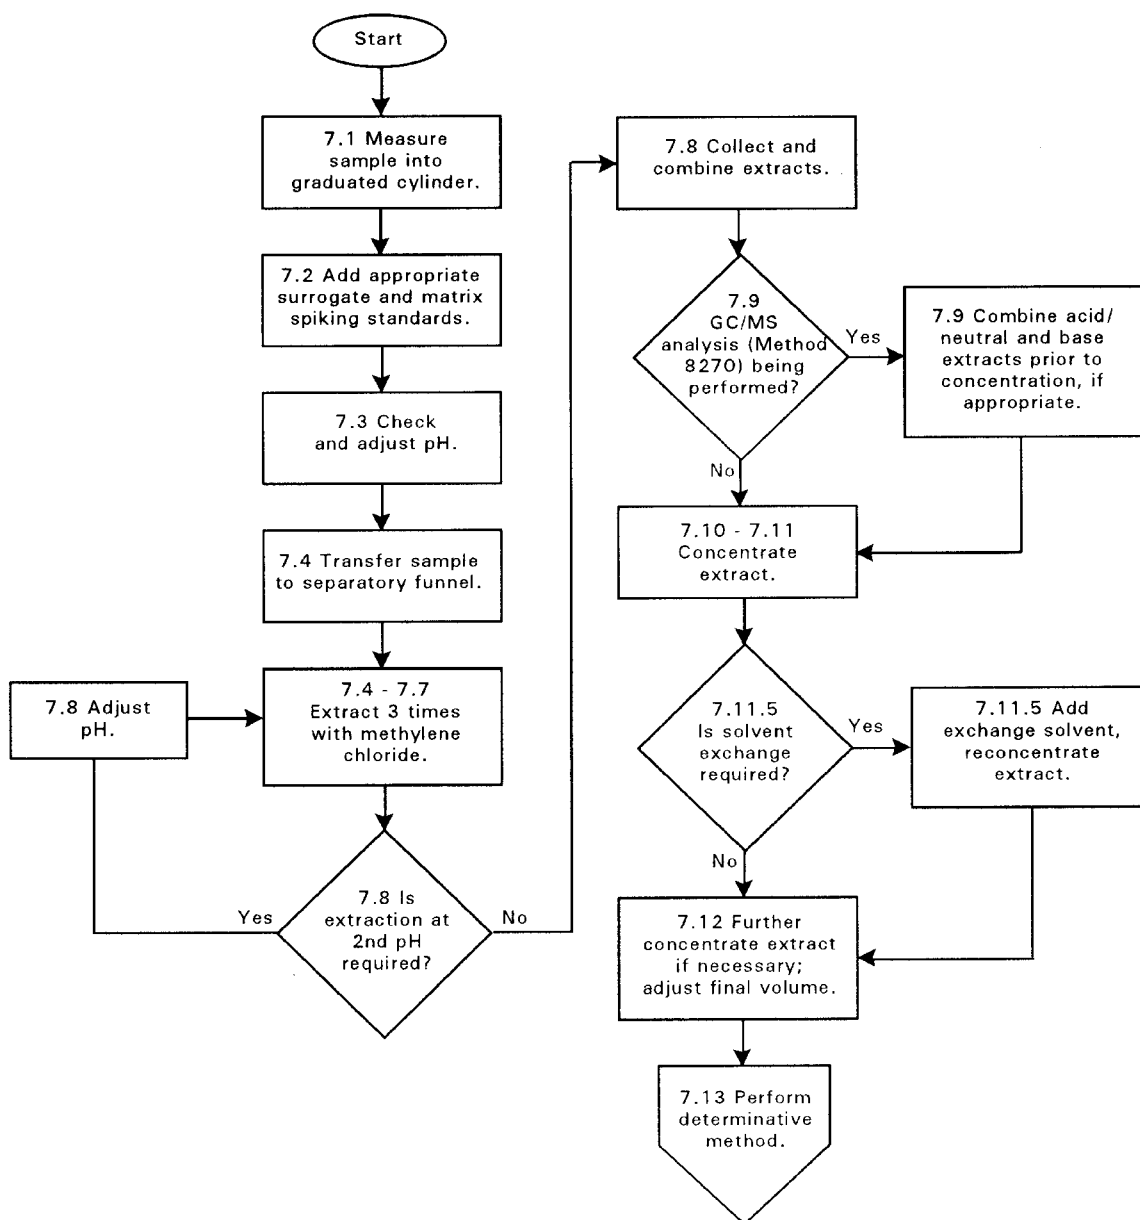 Start
7.1 Measure
sample into
graduated cylinder.
7.2 Add appropriate
surrogate and matrix
spiking standards.
7.3 Check
and adjust pH.
7.4 Transfer sample
to separatory funnel.
7.4 - 7.7
Extract 3 times
with methylene
chloride.
7.8 Adjust
pH.
7.8 Is
extraction at
2nd pH
required?
Yes
No
7.8 Collect and
combine extracts.
7.9
GC/MS
analysis (Method
8270) being
performed?
Yes
7.9 Combine acid/
neutral and base
extracts prior to
concentration, if
appropriate.
No
7.10 - 7.11
Concentrate
extract.
7.11.5
Is solvent
exchange
required?
Yes
7.11.5 Add
exchange solvent,
reconcentrate
extract.
No
7.12 Further
concentrate extract
if necessary;
adjust final volume.
7.13 Perform
determinative
method.